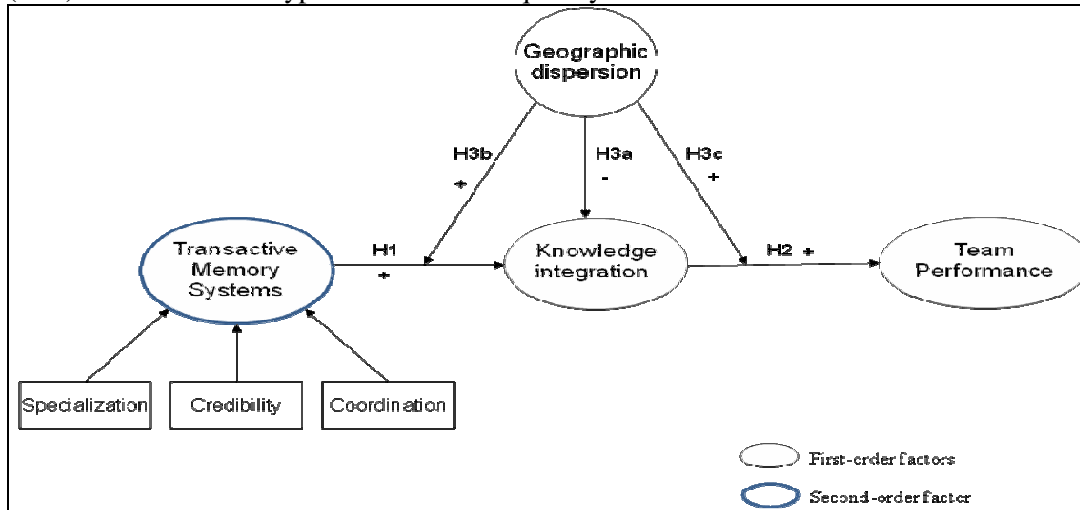 Geographic
dispersion
H3b
+
H3a
-
H3c
+
Transactive
Memory
Systems
H1
+
Knowledge
integration
H2 +
Team
Performance
Specialization
Credibility
Coordination
First-order factors
Second-order factor